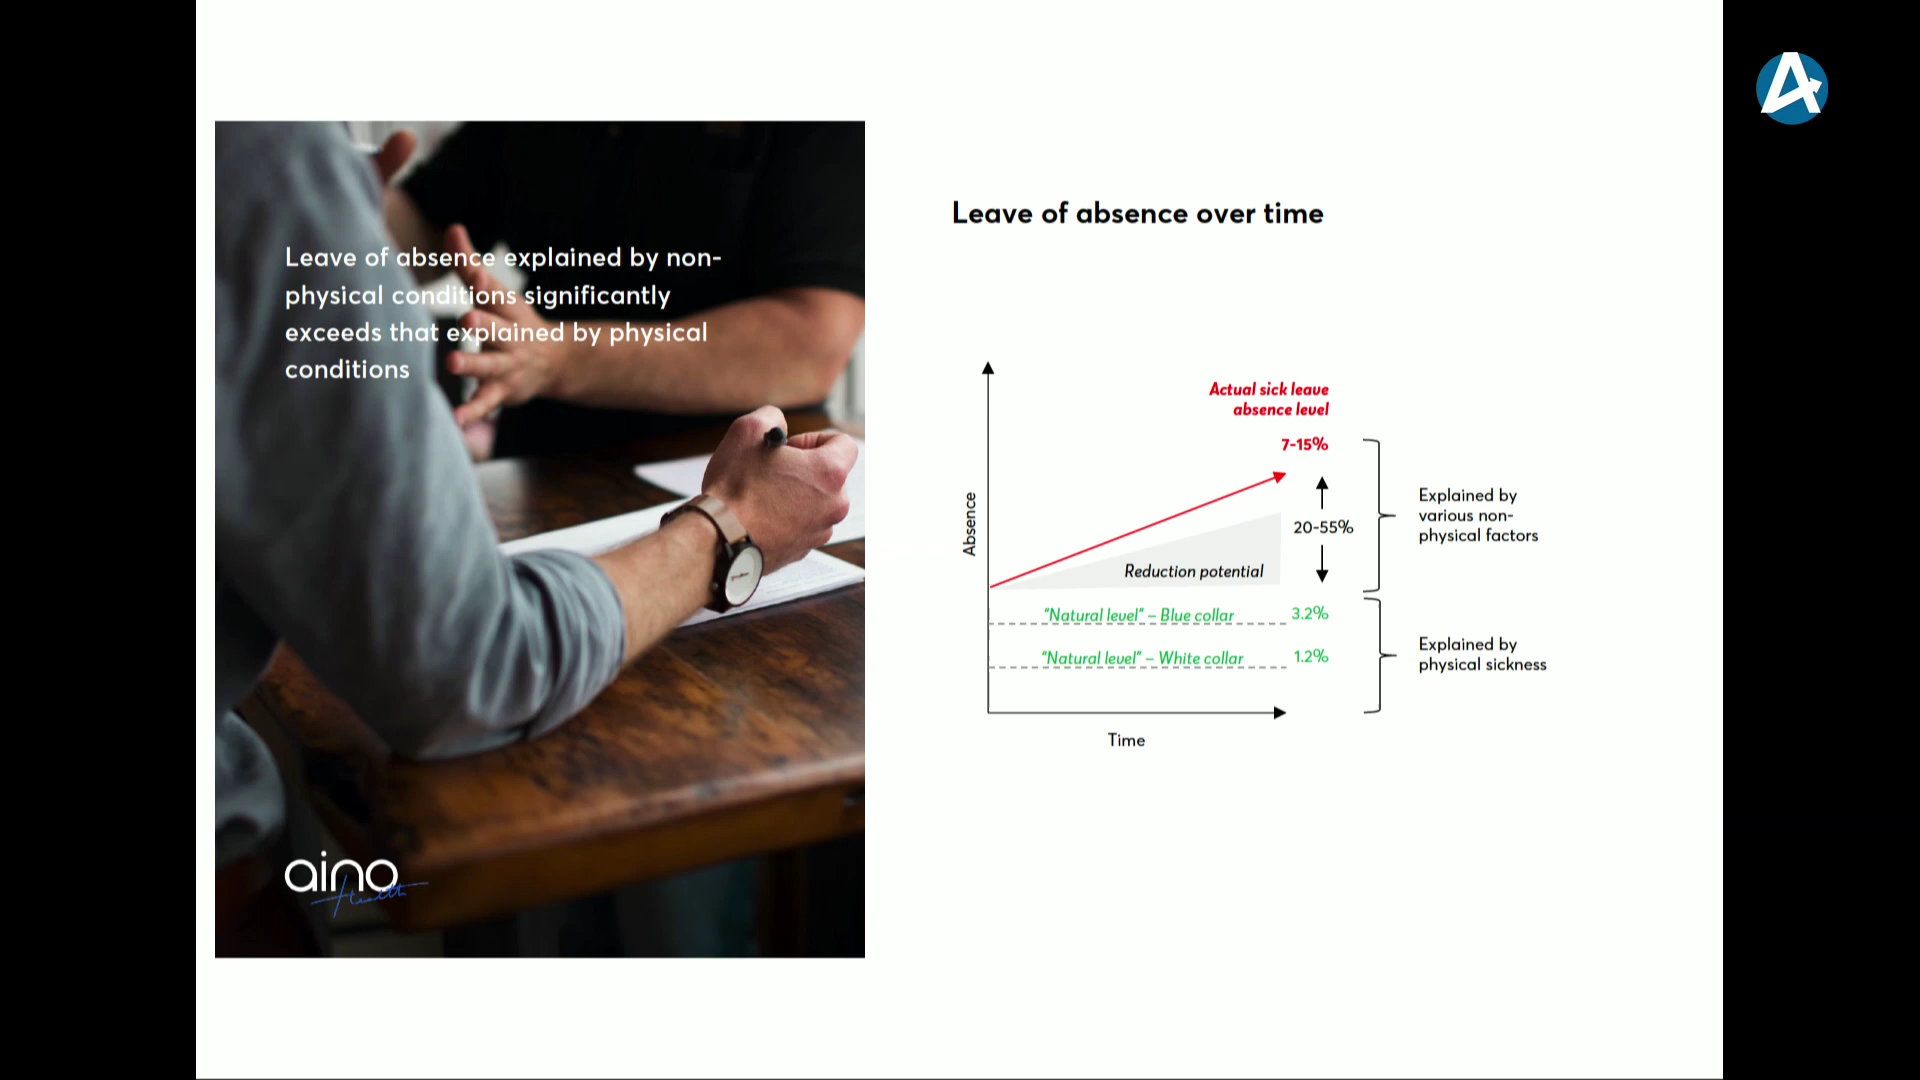 Leave of absence explained by non-
physical conditions significantly
exceeds that explained by physical
conditions
aino
Health
Leave of absence over time
Actual sick leave
absence level
7-15%
Absence
20-55%
Reduction potential
Explained by
various non-
physical factors
"Natural level" – Blue collar
3.2%
"Natural level" – White collar
1.2%
Explained by
physical sickness
Time